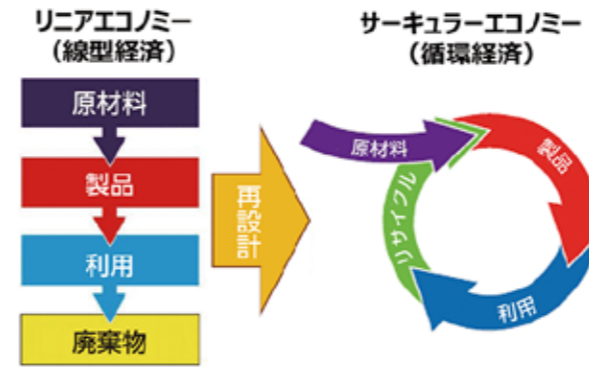 リニアエコノミー
（線型経済）
原材料
製品
利用
廃棄物
再設計
サーキュラーエコノミー
（循環経済）
原材料
製品
利用
リサイクル